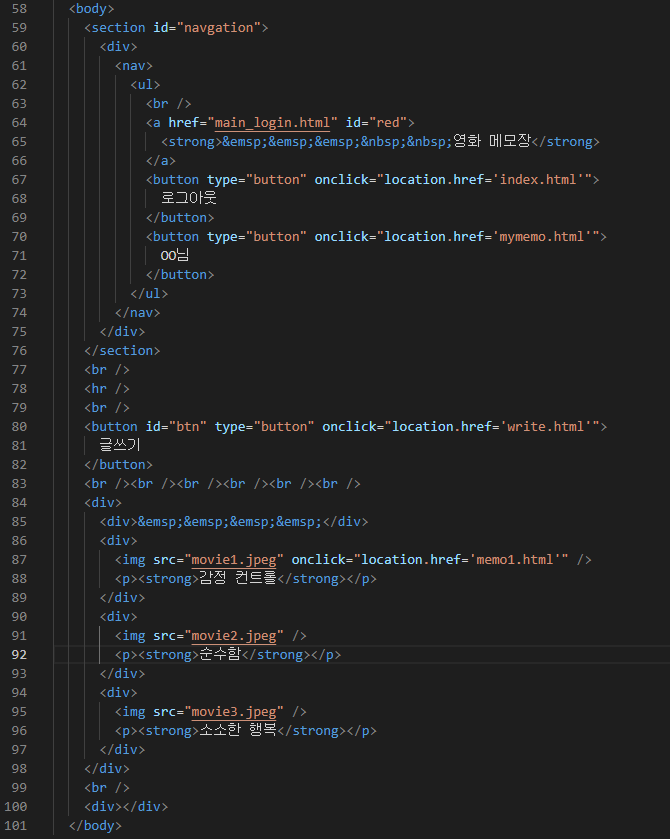 58 <body>
59 <section id="navgation">
60 <div>
61 <nav>
62 <ul>
63 <br />
64 <a href="main_login.html" id="red">
65 <strong>&emsp;&emsp;&emsp;&nbsp;&nbsp;영화 메모장</strong>
66 </a>
67 <button type="button" onclick="location.href='index.html'">
68 로그아웃
69 </button>
70 <button type="button" onclick="location.href='mymemo.html'">
71 OO님
72 </button>
73 </ul>
74 </nav>
75 </div>
76 </section>
77 <br />
78 <hr />
79 <br />
80 <button id="btn" type="button" onclick="location.href='write.html'">
81 글쓰기
82 </button>
83 <br /><br /><br /><br /><br /><br />
84 <div>
85 <div>&emsp;&emsp;&emsp;&emsp;</div>
86 <div>
87 <img src="movie1.jpeg" onclick="location.href='memo1.html'" />
88 <p><strong>감정 컨트롤</strong></p>
89 </div>
90 <div>
91 <img src="movie2.jpeg" />
92 <p><strong>순수함</strong></p>
93 </div>
94 <div>
95 <img src="movie3.jpeg" />
96 <p><strong>소소한 행복</strong></p>
97 </div>
98 </div>
99 <br />
100 <div></div>
101 </body>